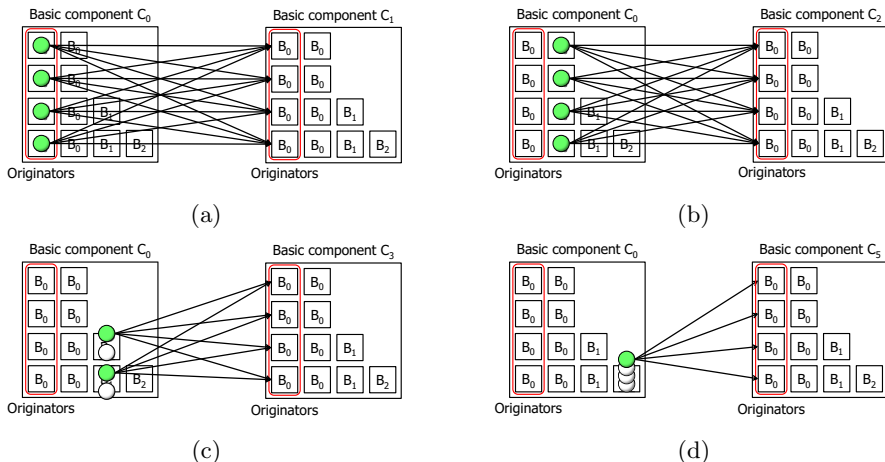 Basic component C₀
B₀
B₀
B₀ B₁
B₀ B₁ B₂
Originators
Basic component C₁
B₀ B₀
B₀ B₀
B₀ B₀ B₁
B₀ B₀ B₁ B₂
Originators
(a)
Basic component C₀
B₀
B₀
B₀ B₁
B₀ B₁ B₂
Originators
Basic component C₂
B₀ B₀
B₀ B₀
B₀ B₀ B₁
B₀ B₀ B₁ B₂
Originators
(b)
Basic component C₀
B₀ B₀
B₀ B₀
B₀ B₀
B₀ B₀ B₂
Originators
Basic component C₃
B₀ B₀
B₀ B₀
B₀ B₀ B₁
B₀ B₀ B₁ B₂
Originators
(c)
Basic component C₀
B₀ B₀
B₀ B₀
B₀ B₀ B₁
B₀ B₀ B₁
Originators
Basic component C₅
B₀ B₀
B₀ B₀
B₀ B₀ B₁
B₀ B₀ B₁ B₂
Originators
(d)